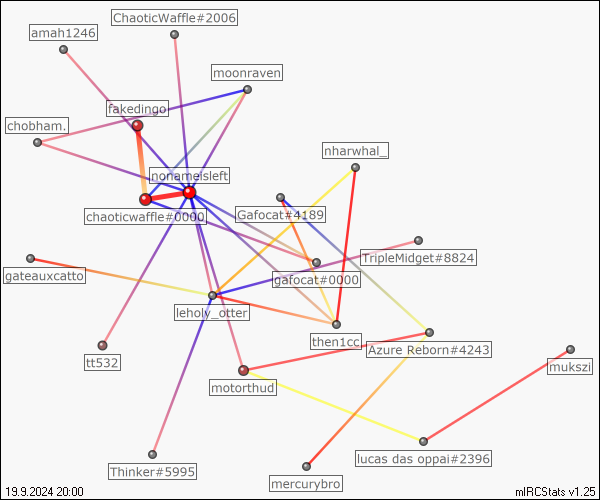 ChaoticWaffle#2006
amah1246
moonraven
fakedingo
chobham.
nharwhal_
nonameisleft
chaoticwaffle#0000
Gafocat#4189
TripleMidget#8824
gateauxcatto
gafocat#0000
leholy_otter
then1cc
Azure Reborn#4243
tt532
mukszi
motorthud
lucas das oppai#2396
Thinker#5995
mercurybro
19.9.2024 20:00
mIRCStats v1.25